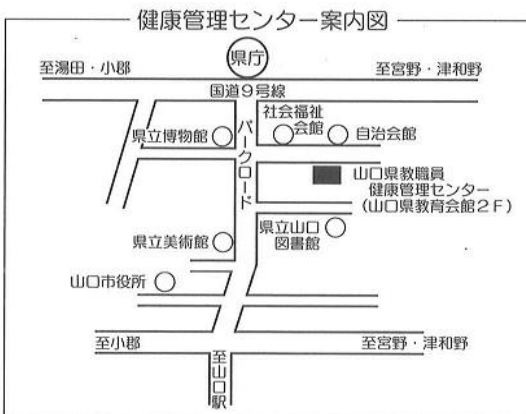 健康管理センター案内図
県庁
至湯田・小郡
至宮野・津和野
国道9号線
パークロード
社会福祉
会館
自治会館
県立博物館
山口県教職員
健康管理センター
(山口県教育会館2F)
県立山口
図書館
県立美術館
山口市役所
至小郡
至宮野・津和野
至山口駅